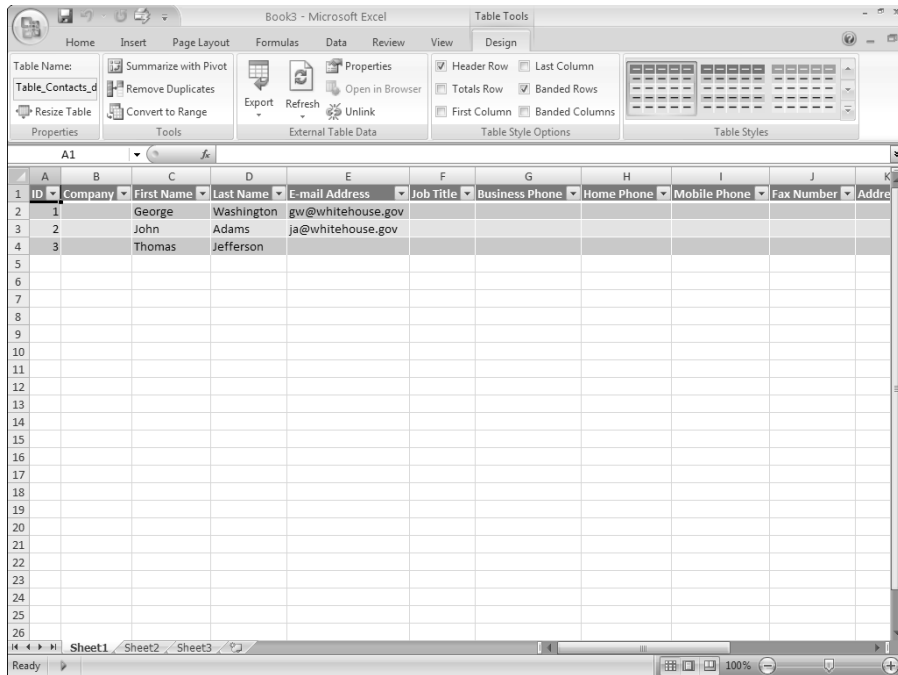 Book3 - Microsoft Excel
Table Tools
Home Insert Page Layout Formulas Data Review View Design
Table Name:
Table_Contacts_d
Resize Table
Properties
Summarize with Pivot
Remove Duplicates
Convert to Range
Tools
Export
Refresh
Properties
Open in Browser
Unlink
External Table Data
Header Row
Totals Row
First Column
Last Column
Banded Rows
Banded Columns
Table Style Options
Table Styles
A1 fx
A B C D E F G H I J K
1 ID Company First Name Last Name E-mail Address Job Title Business Phone Home Phone Mobile Phone Fax Number Addre
2 1 George Washington gw@whitehouse.gov
3 2 John Adams ja@whitehouse.gov
4 3 Thomas Jefferson
5
6
7
8
9
10
11
12
13
14
15
16
17
18
19
20
21
22
23
24
25
26
Sheet1 Sheet2 Sheet3
Ready 100%